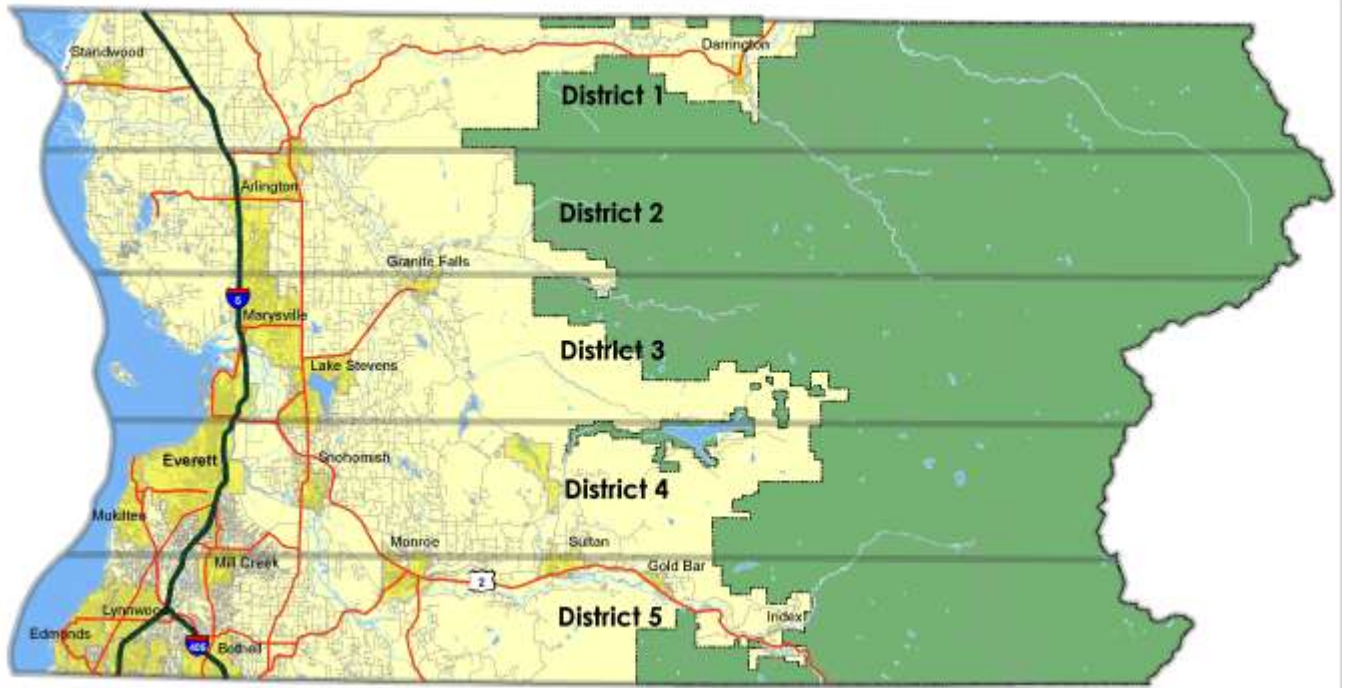 Standwood
Darrington
District 1
Arlington
District 2
Granite Falls
5
Marysville
District 3
Lake Stevens
Everett
Snohomish
District 4
Mukilteo
Monroe
Sultan
Mill Creek
Gold Bar
2
Lynnwood
District 5
Index
Edmonds
405
Bothell